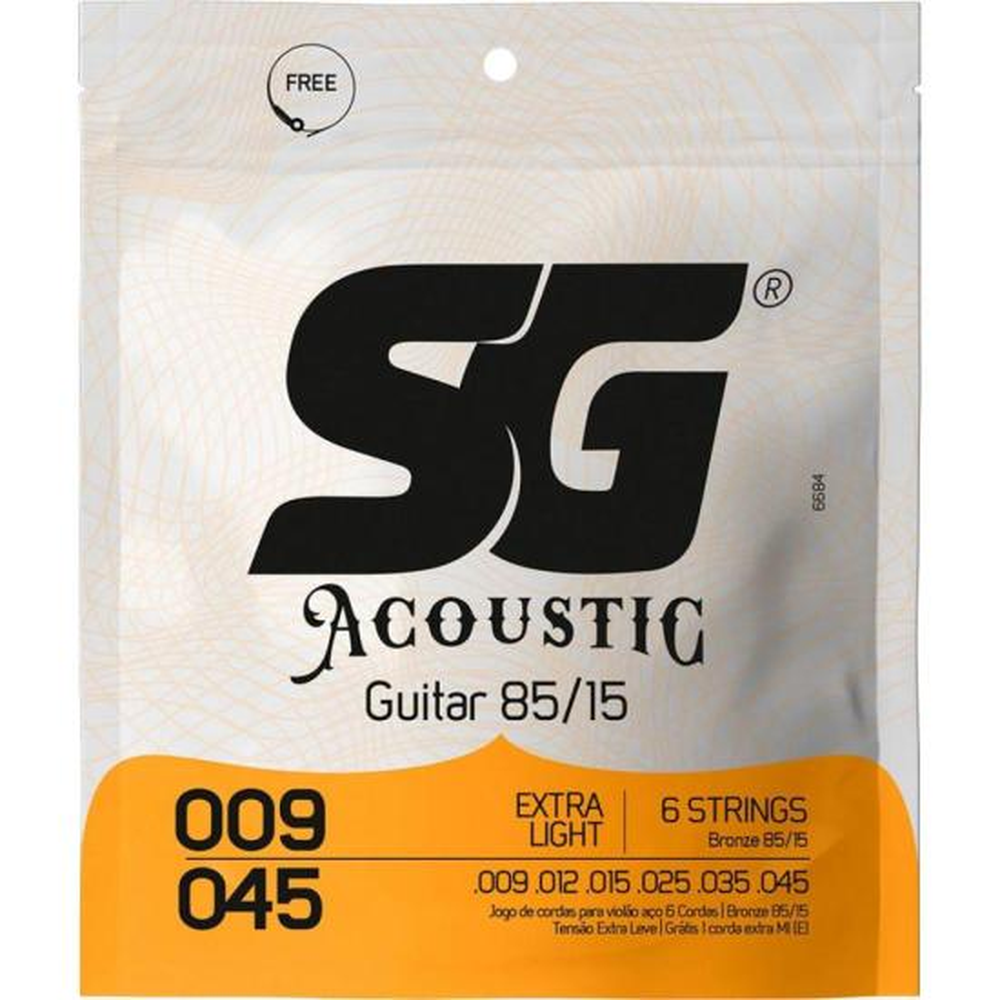 FREE
SG®
6684
ACOUSTIC
Guitar 85/15
009
045
EXTRA
LIGHT
6 STRINGS
Bronze 85/15
.009 .012 .015 .025 .035 .045
Jogo de cordas para violão aço 6 Cordas | Bronze 85/15
Tensão Extra Leve | Grátis 1 corda extra MI (E)